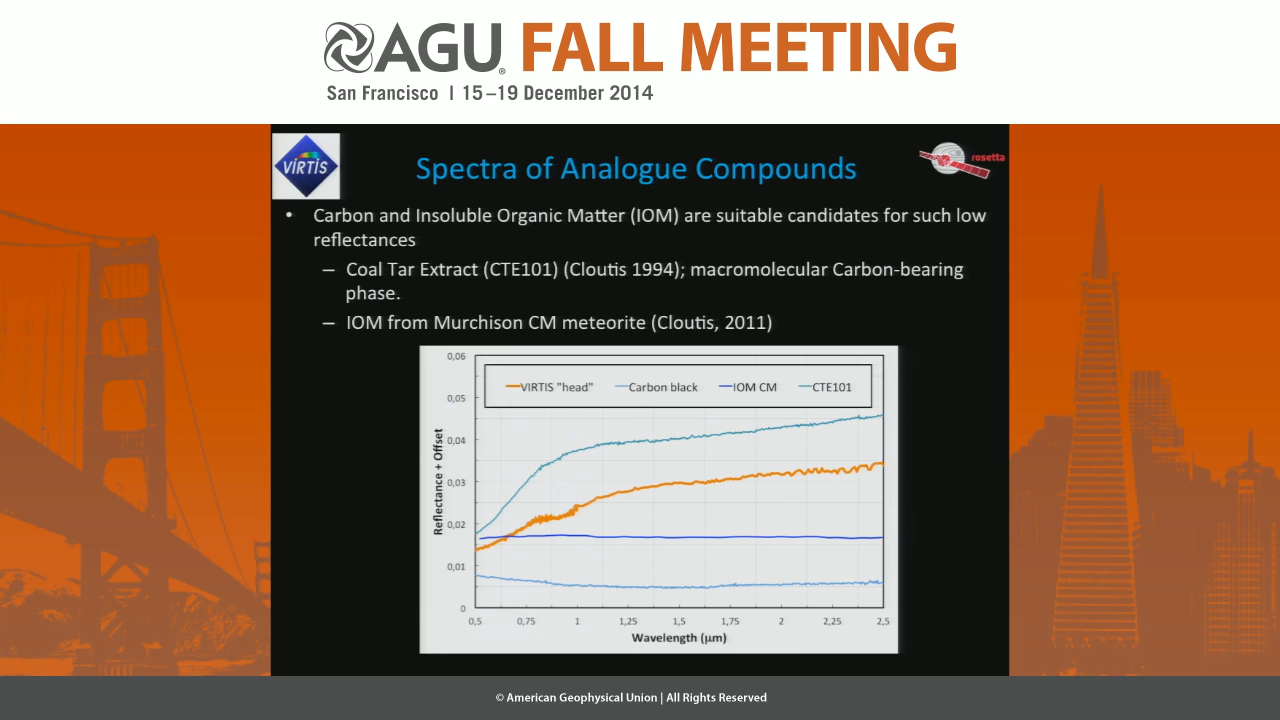 AGU® FALL MEETING
San Francisco | 15–19 December 2014
VIRTIS
Spectra of Analogue Compounds
rosetta
• Carbon and Insoluble Organic Matter (IOM) are suitable candidates for such low
reflectances
– Coal Tar Extract (CTE101) (Cloutis 1994); macromolecular Carbon-bearing
phase.
– IOM from Murchison CM meteorite (Cloutis, 2011)
VIRTIS "head" Carbon black IOM CM CTE101
Reflectance + Offset
0,06
0,05
0,04
0,03
0,02
0,01
0
0,5 0,75 1 1,25 1,5 1,75 2 2,25 2,5
Wavelength (µm)
© American Geophysical Union | All Rights Reserved